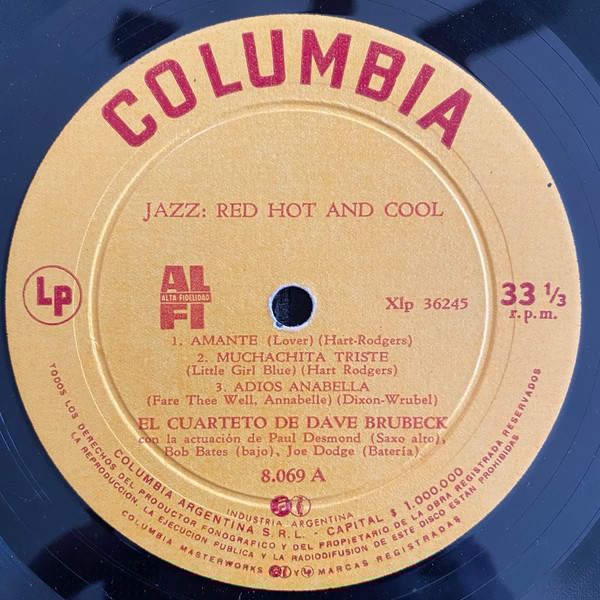 COLUMBIA
JAZZ: RED HOT AND COOL
Lp
AL
ALTA FIDELIDAD
FI
Xlp 36245
33 ⅓
r.p.m.
1. AMANTE (Lover) (Hart-Rodgers)
2. MUCHACHITA TRISTE
(Little Girl Blue) (Hart Rodgers)
3. ADIOS ANABELLA
(Fare Thee Well, Annabelle) (Dixon-Wrubel)
EL CUARTETO DE DAVE BRUBECK
con la actuación de Paul Desmond (Saxo alto),
Bob Bates (bajo), Joe Dodge (Batería)
8.069 A
INDUSTRIA ARGENTINA
COLUMBIA ARGENTINA S.R.L. - CAPITAL $ 1.000.000
TODOS LOS DERECHOS DEL PRODUCTOR FONOGRAFICO Y DEL PROPIETARIO DE LA OBRA REGISTRADA RESERVADOS
LA REPRODUCCION, LA EJECUCION PUBLICA Y LA RADIODIFUSION DE ESTE DISCO ESTAN PROHIBIDAS
COLUMBIA MASTERWORKS Y Lp MARCAS REGISTRADAS